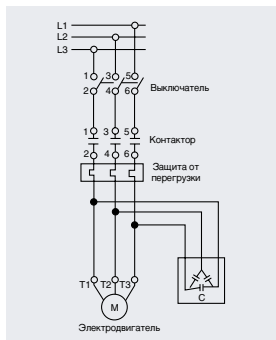 L1
L2
L3
1 3 5
2 4 6
Выключатель
1 3 5
2 4 6
Контактор
Защита от
перегрузки
T1 T2 T3
M
C
Электродвигатель